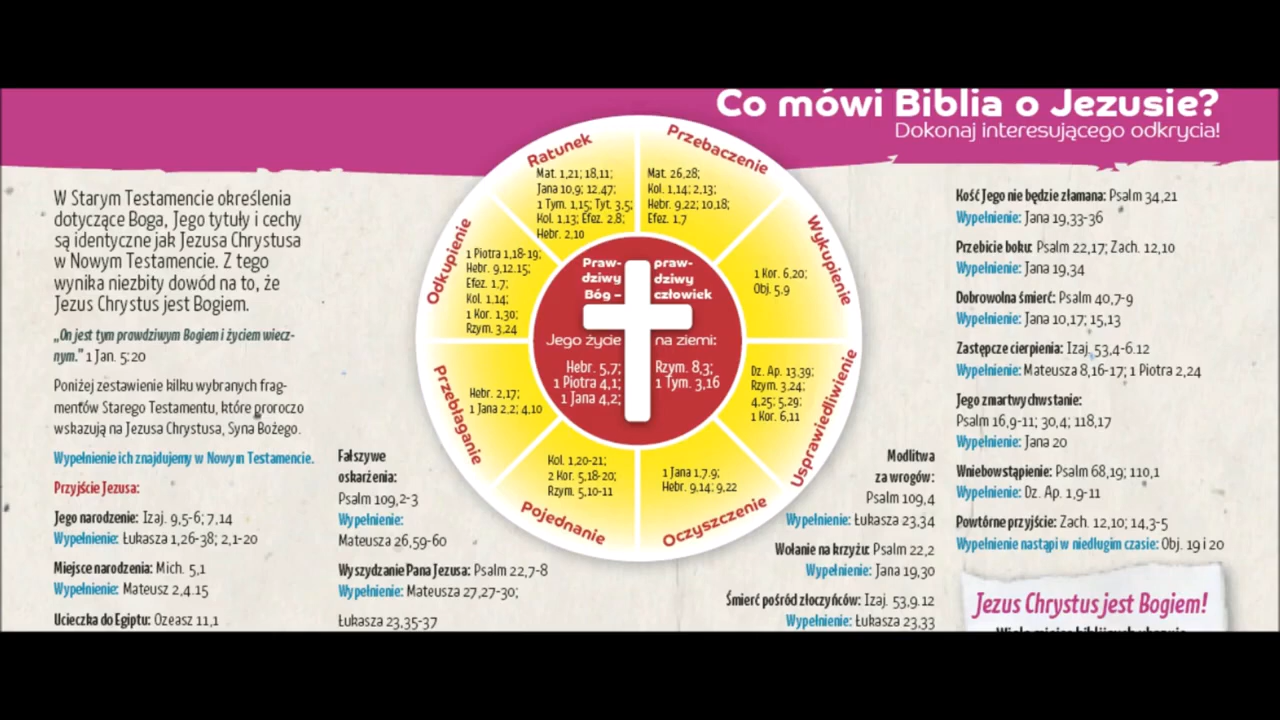 Co mówi Biblia o Jezusie?
Dokonaj interesującego odkrycia!
W Starym Testamencie określenia
dotyczące Boga, Jego tytuły i cechy
są identyczne jak Jezusa Chrystusa
w Nowym Testamencie. Z tego
wynika niezbity dowód na to, że
Jezus Chrystus jest Bogiem.
„On jest tym prawdziwym Bogiem i życiem wiecz-
nym." 1 Jan. 5:20
Poniżej zestawienie kilku wybranych frag-
mentów Starego Testamentu, które proroczo
wskazują na Jezusa Chrystusa, Syna Bożego.
Wypełnienie ich znajdujemy w Nowym Testamencie.
Przyjście Jezusa:
Jego narodzenie: Izaj. 9,5-6; 7,14
Wypełnienie: Łukasza 1,26-38; 2,1-20
Miejsce narodzenia: Mich. 5,1
Wypełnienie: Mateusz 2,4.15
Ucieczka do Egiptu: Ozeasz 11,1
Fałszywe
oskarżenia:
Psalm 109,2-3
Wypełnienie:
Mateusza 26,59-60
Wyszydzanie Pana Jezusa: Psalm 22,7-8
Wypełnienie: Mateusza 27,27-30;
Łukasza 23,35-37
Ratunek
Mat. 1,21; 18,11;
Jana 10,9; 12,47;
1 Tym. 1,15; Tyt. 3,5;
Kol. 1,13; Efez. 2,8;
Hebr. 2,10
Przebaczenie
Mat. 26,28;
Kol. 1,14; 2,13;
Hebr. 9,22; 10,18;
Efez. 1,7
Wykupienie
1 Kor. 6,20;
Obj. 5,9
Usprawiedliwienie
Dz. Ap. 13,39;
Rzym. 3,24;
4,25; 5,29;
1 Kor. 6,11
Oczyszczenie
1 Jana 1,7.9;
Hebr. 9,14; 9,22
Pojednanie
Kol. 1,20-21;
2 Kor. 5,18-20;
Rzym. 5,10-11
Przebłaganie
Hebr. 2,17;
1 Jana 2,2; 4,10
Odkupienie
1 Piotra 1,18-19;
Hebr. 9,12.15;
Efez. 1,7;
Kol. 1,14;
1 Kor. 1,30;
Rzym. 3,24
Praw- praw-
dziwy dziwy
Bóg – człowiek
Jego życie na ziemi:
Hebr. 5,7; Rzym. 8,3;
1 Piotra 4,1; 1 Tym. 3,16
1 Jana 4,2;
Modlitwa
za wrogów:
Psalm 109,4
Wypełnienie: Łukasza 23,34
Wołanie na krzyżu: Psalm 22,2
Wypełnienie: Jana 19,30
Śmierć pośród złoczyńców: Izaj. 53,9.12
Wypełnienie: Łukasza 23,33
Kość Jego nie będzie złamana: Psalm 34,21
Wypełnienie: Jana 19,33-36
Przebicie boku: Psalm 22,17; Zach. 12,10
Wypełnienie: Jana 19,34
Dobrowolna śmierć: Psalm 40,7-9
Wypełnienie: Jana 10,17; 15,13
Zastępcze cierpienia: Izaj. 53,4-6.12
Wypełnienie: Mateusza 8,16-17; 1 Piotra 2,24
Jego zmartwychwstanie:
Psalm 16,9-11; 30,4; 118,17
Wypełnienie: Jana 20
Wniebowstąpienie: Psalm 68,19; 110,1
Wypełnienie: Dz. Ap. 1,9-11
Powtórne przyjście: Zach. 12,10; 14,3-5
Wypełnienie nastąpi w niedługim czasie: Obj. 19 i 20
Jezus Chrystus jest Bogiem!